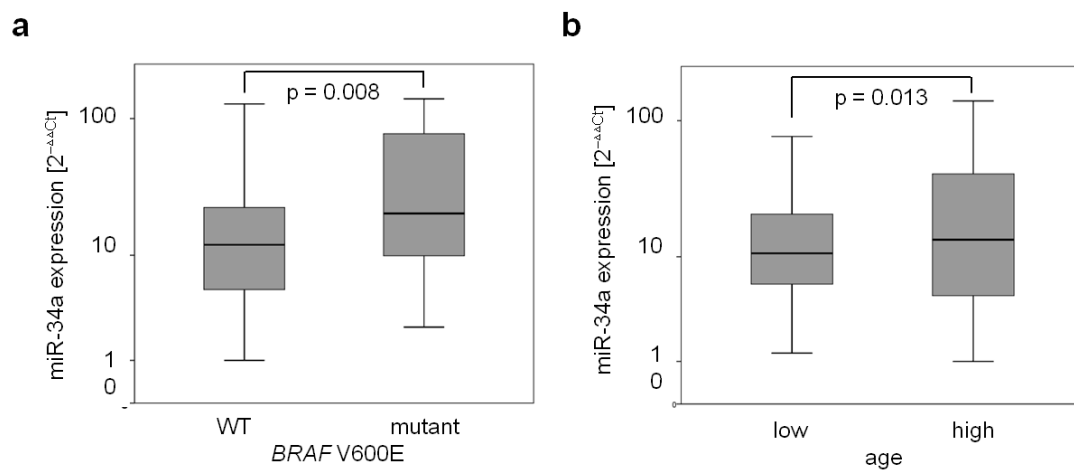 a
p = 0.008
miR-34a expression [2⁻ΔΔCt]
100
10
1
0
WT mutant
BRAF V600E
b
p = 0.013
miR-34a expression [2⁻ΔΔCt]
100
10
1
0
0
low high
age